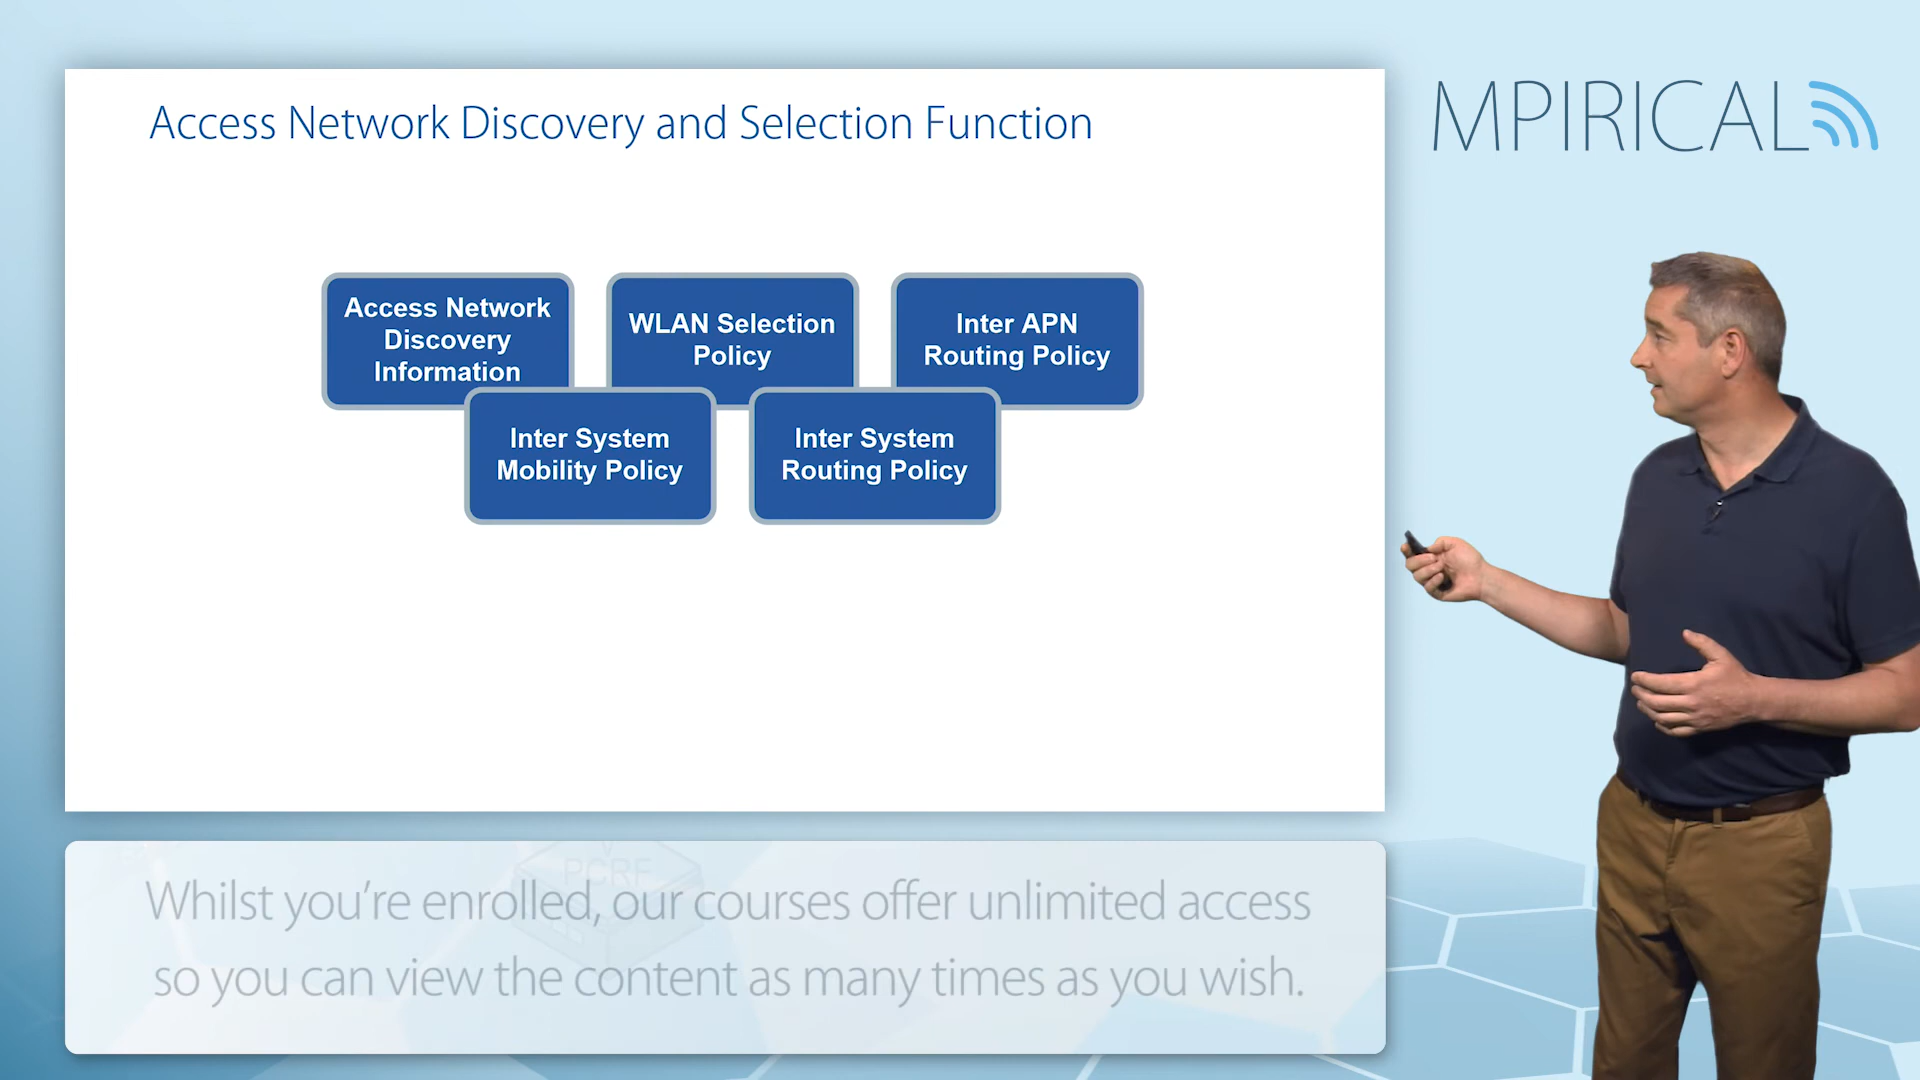 Access Network Discovery and Selection Function
MPIRICAL
Access Network
Discovery
Information
WLAN Selection
Policy
Inter APN
Routing Policy
Inter System
Mobility Policy
Inter System
Routing Policy
PCRF
Whilst you're enrolled, our courses offer unlimited access
so you can view the content as many times as you wish.